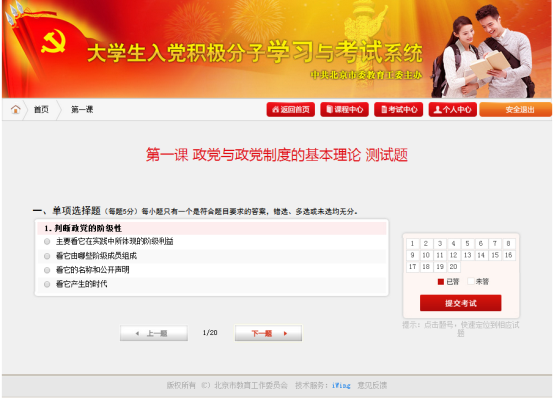 大学生入党积极分子学习与考试系统
中共北京市委教育工委主办
首页 第一课 返回首页 课程中心 考试中心 个人中心 安全退出
第一课 政党与政党制度的基本理论 测试题
一、单项选择题（每题5分）每小题只有一个是符合题目要求的答案，错选、多选或未选均无分。
1. 判断政党的阶级性
主要看它在实践中所体现的阶级利益
看它由哪些阶级成员组成
看它的名称和公开声明
看它产生的时代
1 2 3 4 5 6 7 8
9 10 11 12 13 14 15 16
17 18 19 20
已答 未答
提交考试
提示：点击题号，快速定位到相应试
题
上一题 1/20 下一题
版权所有 （C）北京市教育工作委员会 技术服务：iWing 意见反馈